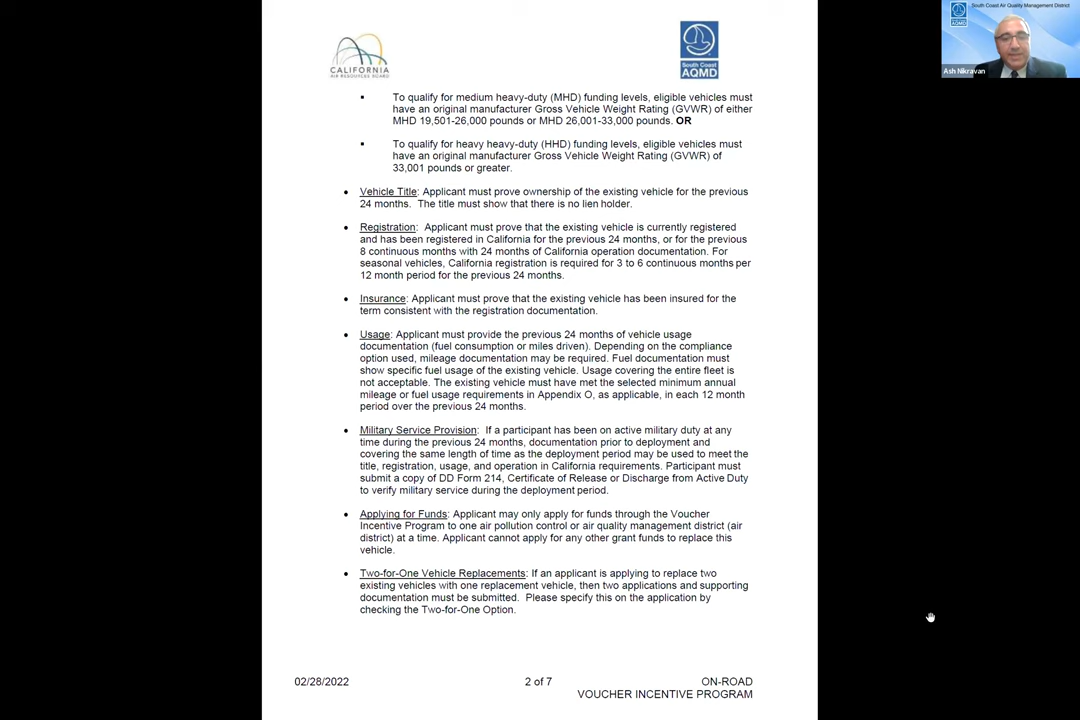 South Coast Air Quality Management District
AQMD
Ash Nikravan
CALIFORNIA
AIR RESOURCES BOARD
South Coast
AQMD
▪ To qualify for medium heavy-duty (MHD) funding levels, eligible vehicles must
have an original manufacturer Gross Vehicle Weight Rating (GVWR) of either
MHD 19,501-26,000 pounds or MHD 26,001-33,000 pounds. OR
▪ To qualify for heavy heavy-duty (HHD) funding levels, eligible vehicles must
have an original manufacturer Gross Vehicle Weight Rating (GVWR) of
33,001 pounds or greater.
• Vehicle Title: Applicant must prove ownership of the existing vehicle for the previous
24 months. The title must show that there is no lien holder.
• Registration: Applicant must prove that the existing vehicle is currently registered
and has been registered in California for the previous 24 months, or for the previous
8 continuous months with 24 months of California operation documentation. For
seasonal vehicles, California registration is required for 3 to 6 continuous months per
12 month period for the previous 24 months.
• Insurance: Applicant must prove that the existing vehicle has been insured for the
term consistent with the registration documentation.
• Usage: Applicant must provide the previous 24 months of vehicle usage
documentation (fuel consumption or miles driven). Depending on the compliance
option used, mileage documentation may be required. Fuel documentation must
show specific fuel usage of the existing vehicle. Usage covering the entire fleet is
not acceptable. The existing vehicle must have met the selected minimum annual
mileage or fuel usage requirements in Appendix O, as applicable, in each 12 month
period over the previous 24 months.
• Military Service Provision: If a participant has been on active military duty at any
time during the previous 24 months, documentation prior to deployment and
covering the same length of time as the deployment period may be used to meet the
title, registration, usage, and operation in California requirements. Participant must
submit a copy of DD Form 214, Certificate of Release or Discharge from Active Duty
to verify military service during the deployment period.
• Applying for Funds: Applicant may only apply for funds through the Voucher
Incentive Program to one air pollution control or air quality management district (air
district) at a time. Applicant cannot apply for any other grant funds to replace this
vehicle.
• Two-for-One Vehicle Replacements: If an applicant is applying to replace two
existing vehicles with one replacement vehicle, then two applications and supporting
documentation must be submitted. Please specify this on the application by
checking the Two-for-One Option.
02/28/2022 2 of 7 ON-ROAD
VOUCHER INCENTIVE PROGRAM